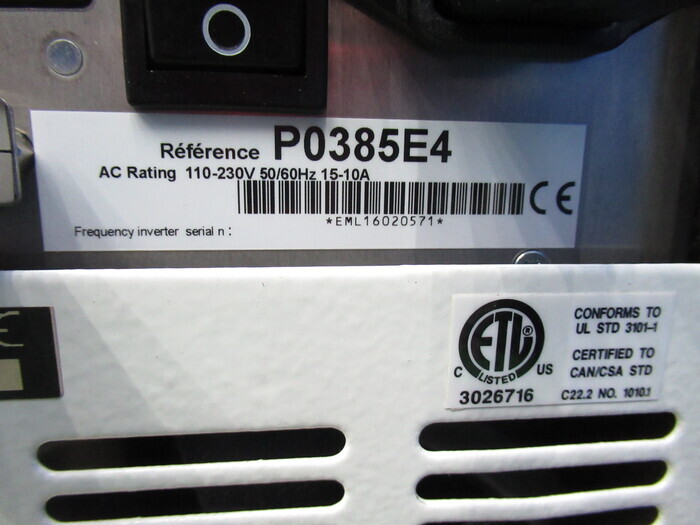 Référence P0385E4
AC Rating 110-230V 50/60Hz 15-10A
CE
*EML16020571*
Frequency inverter serial n :
ETL®
C LISTED US
3026716
CONFORMS TO
UL STD 3101-1
CERTIFIED TO
CAN/CSA STD
C22.2 NO. 1010.1